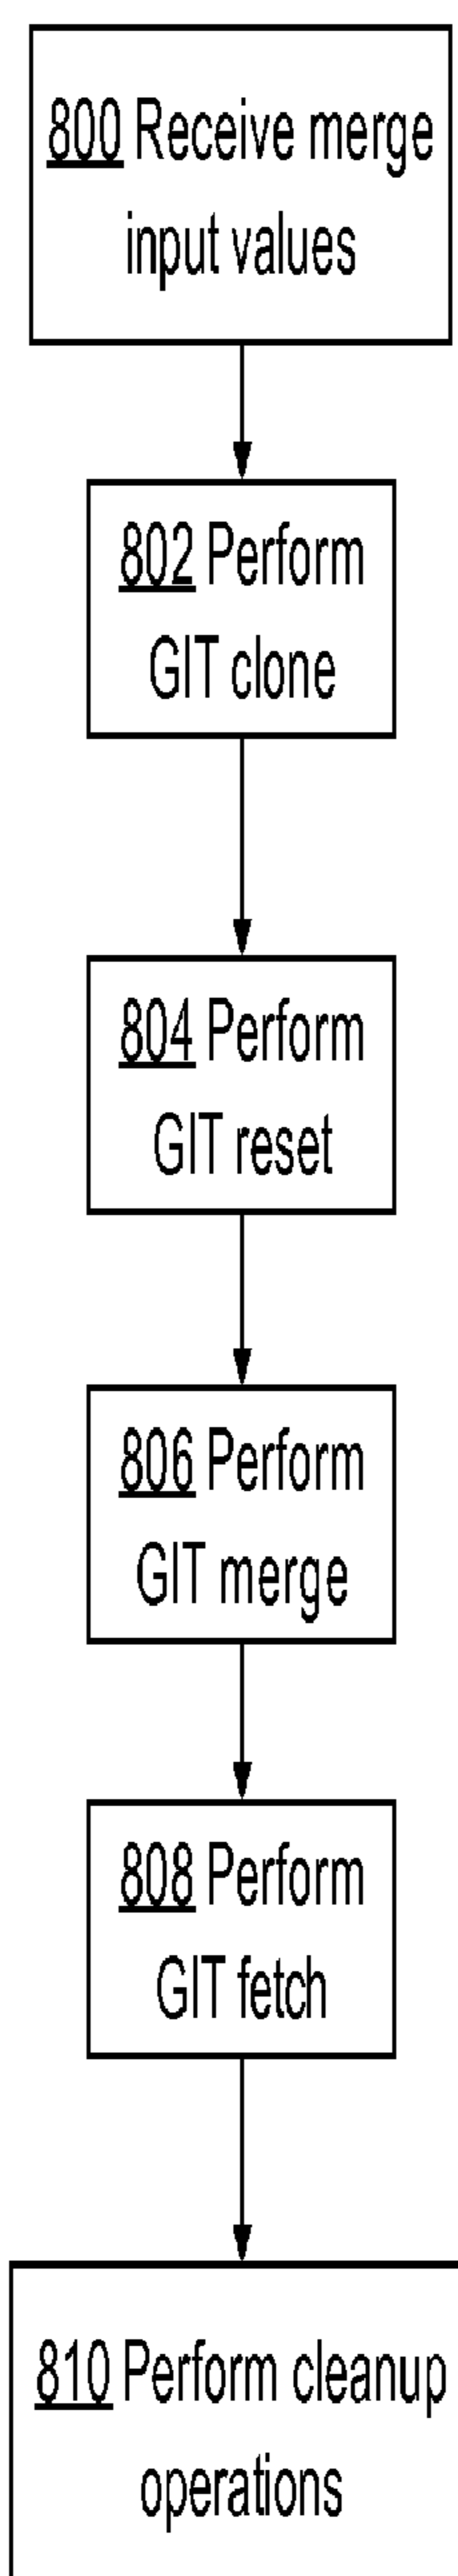 800 Receive merge
input values
802 Perform
GIT clone
804 Perform
GIT reset
806 Perform
GIT merge
808 Perform
GIT fetch
810 Perform cleanup
operations